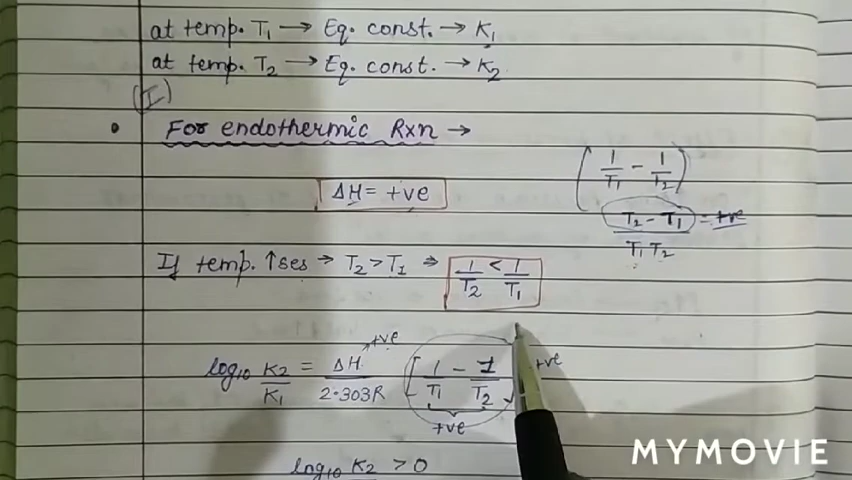 at temp. T₁ → Eq. const. → K₁
at temp. T₂ → Eq. const. → K₂
(I)
• For endothermic Rxn →
ΔH = +ve
(1/T₁ - 1/T₂)
T₂ - T₁ / T₁T₂ = +ve
If temp. ↑ses → T₂ > T₁ ⇒ 1/T₂ < 1/T₁
log₁₀ K₂/K₁ = ΔH/2.303R [1/T₁ - 1/T₂] +ve
+ve
+ve
log₁₀ K₂ > 0
MYMOVIE